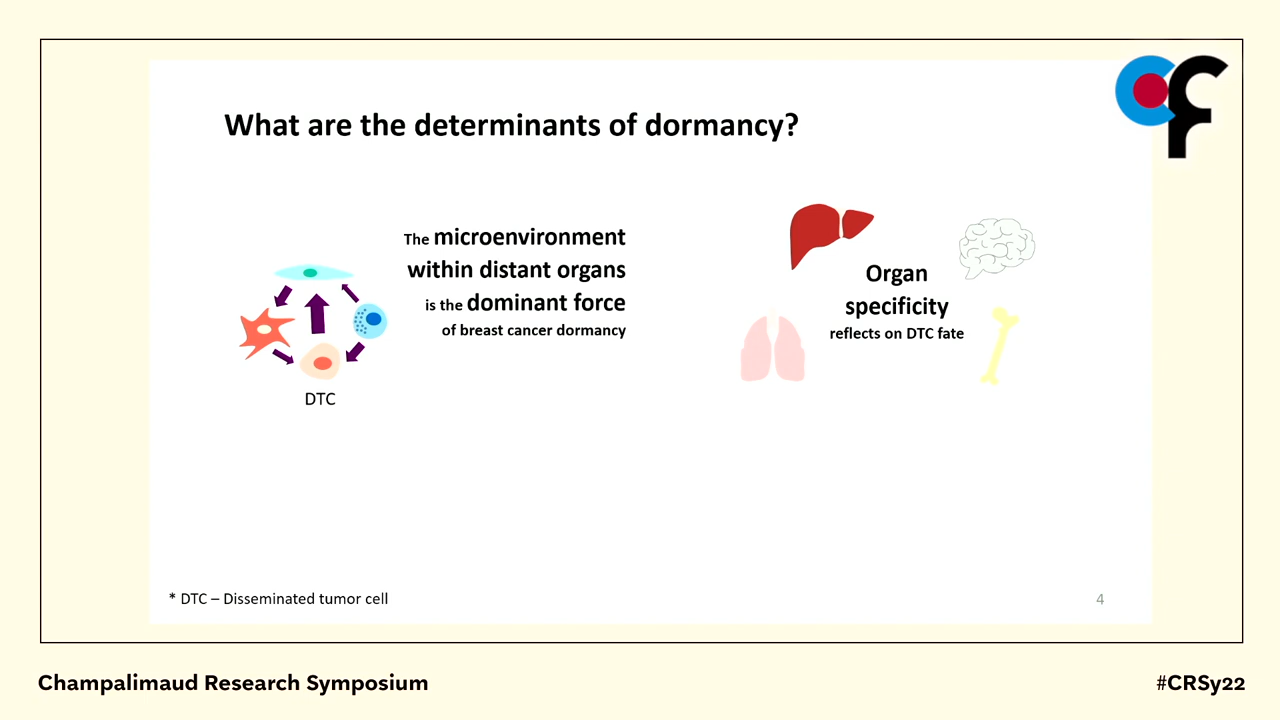 What are the determinants of dormancy?
The microenvironment
within distant organs
is the dominant force
of breast cancer dormancy
DTC
Organ
specificity
reflects on DTC fate
* DTC – Disseminated tumor cell
4
Champalimaud Research Symposium
#CRSy22